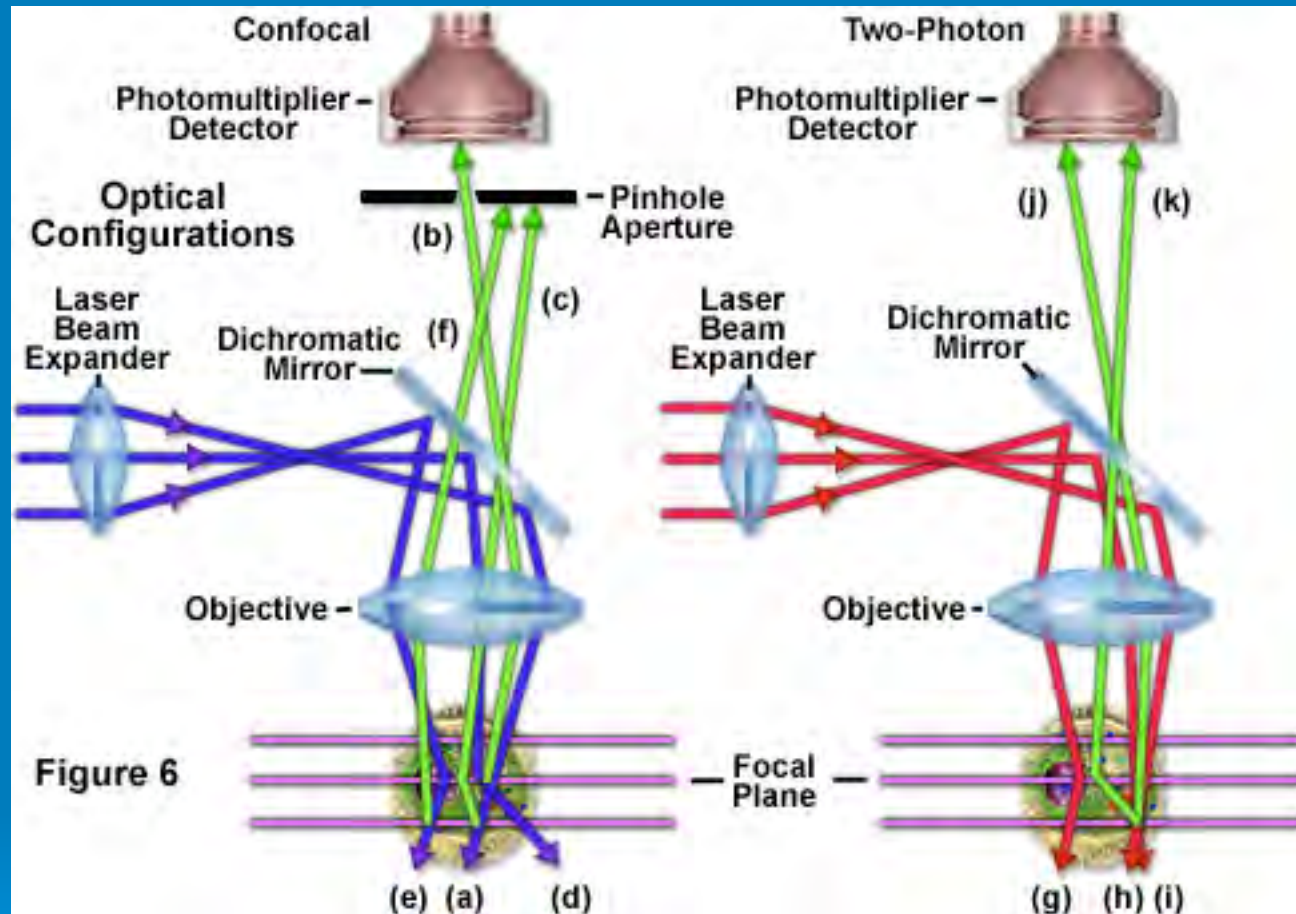 Confocal
Photomultiplier
Detector
Optical
Configurations
Pinhole
Aperture
(b)
(c)
(f)
Laser
Beam
Expander
Dichromatic
Mirror
Objective
Figure 6
(e) (a) (d)
Two-Photon
Photomultiplier
Detector
(j) (k)
Laser
Beam
Expander
Dichromatic
Mirror
Objective
Focal
Plane
(g) (h) (i)